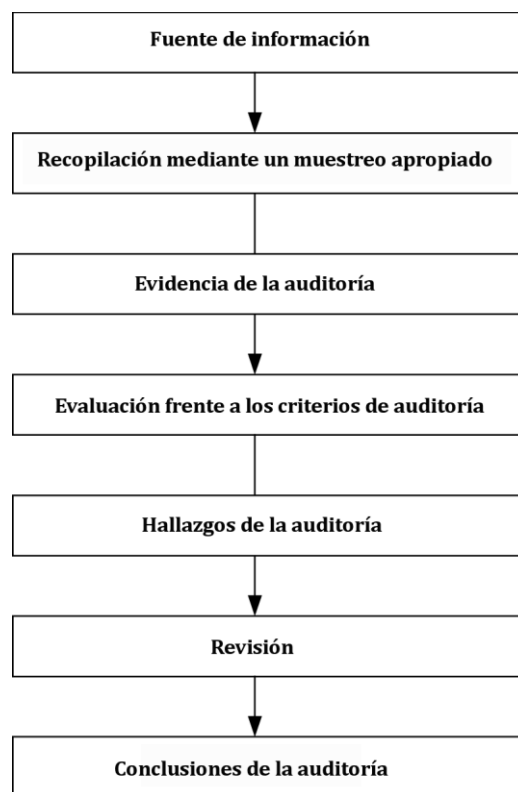 Fuente de información
Recopilación mediante un muestreo apropiado
Evidencia de la auditoría
Evaluación frente a los criterios de auditoría
Hallazgos de la auditoría
Revisión
Conclusiones de la auditoría